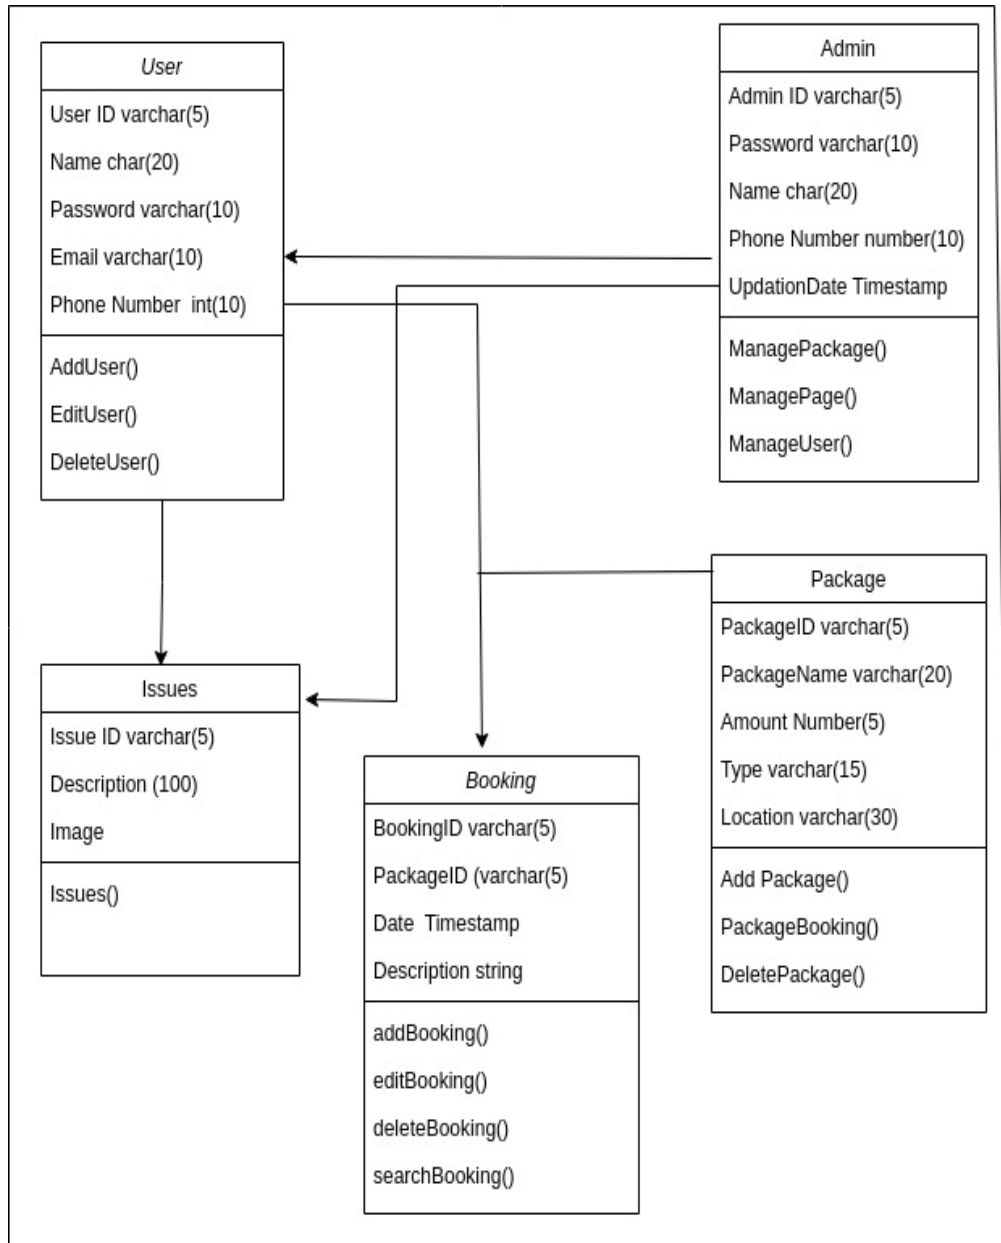 User
User ID varchar(5)
Name char(20)
Password varchar(10)
Email varchar(10)
Phone Number  int(10)
AddUser()
EditUser()
DeleteUser()
Admin
Admin ID varchar(5)
Password varchar(10)
Name char(20)
Phone Number number(10)
UpdationDate Timestamp
ManagePackage()
ManagePage()
ManageUser()
Issues
Issue ID varchar(5)
Description (100)
Image
Issues()
Booking
BookingID varchar(5)
PackageID (varchar(5)
Date  Timestamp
Description string
addBooking()
editBooking()
deleteBooking()
searchBooking()
Package
PackageID varchar(5)
PackageName varchar(20)
Amount Number(5)
Type varchar(15)
Location varchar(30)
Add Package()
PackageBooking()
DeletePackage()